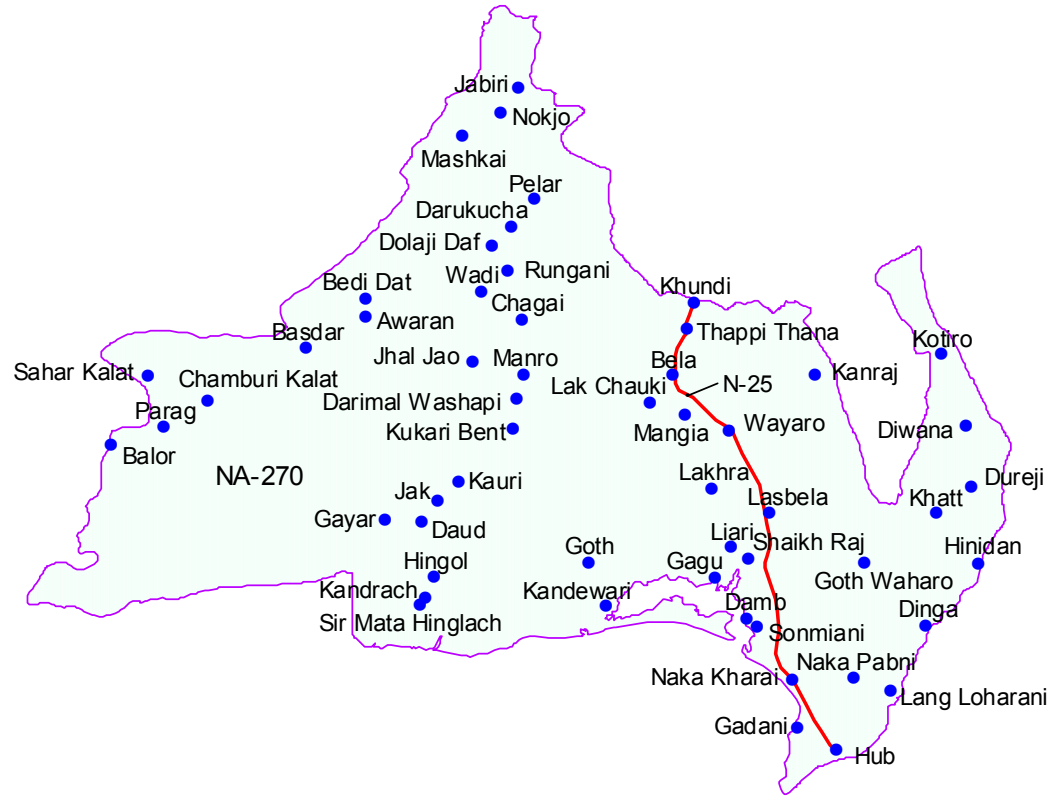 Jabiri
Nokjo
Mashkai
Pelar
Darukucha
Dolaji Daf
Rungani
Wadi
Bedi Dat
Khundi
Chagai
Awaran
Thappi Thana
Basdar
Kotiro
Jhal Jao
Manro
Bela
Sahar Kalat
Kanraj
Chamburi Kalat
Lak Chauki
N-25
Darimal Washapi
Parag
Kukari Bent
Mangia
Wayaro
Diwana
Balor
NA-270
Kauri
Lakhra
Dureji
Jak
Lasbela
Khatt
Gayar
Daud
Liari
Shaikh Raj
Goth
Hinidan
Hingol
Gagu
Goth Waharo
Kandrach
Kandewari
Damb
Dinga
Sir Mata Hinglach
Sonmiani
Naka Pabni
Naka Kharai
Lang Loharani
Gadani
Hub